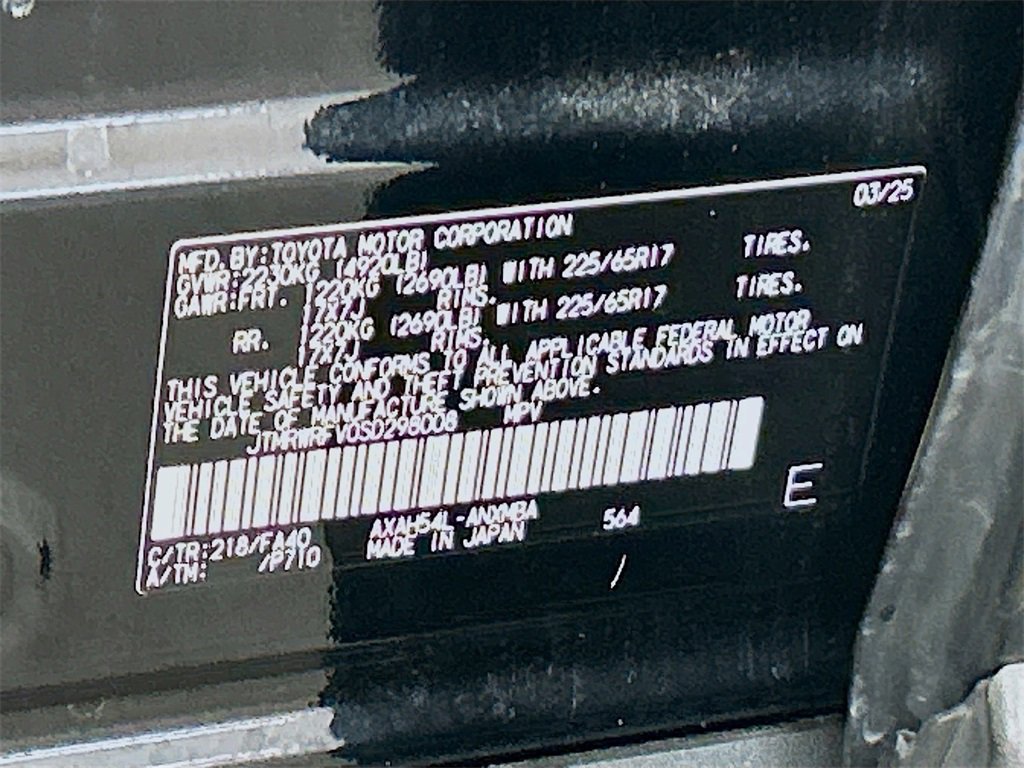 03/25
MFD. BY: TOYOTA MOTOR CORPORATION
GVWR: 2230KG (4920LB)
GAWR: FRT. 1220KG (2690LB) WITH 225/65R17 TIRES.
17X7J RIMS.
RR. 1220KG (2690LB) WITH 225/65R17 TIRES.
17X7J RIMS.
THIS VEHICLE CONFORMS TO ALL APPLICABLE FEDERAL MOTOR
VEHICLE SAFETY AND THEFT PREVENTION STANDARDS IN EFFECT ON
THE DATE OF MANUFACTURE SHOWN ABOVE.
JTMRWRFV0SD298008 MPV
E
C/TR: 218/FA40 AXAH54L-ANXMBA 564
A/TM: /P710 MADE IN JAPAN
/